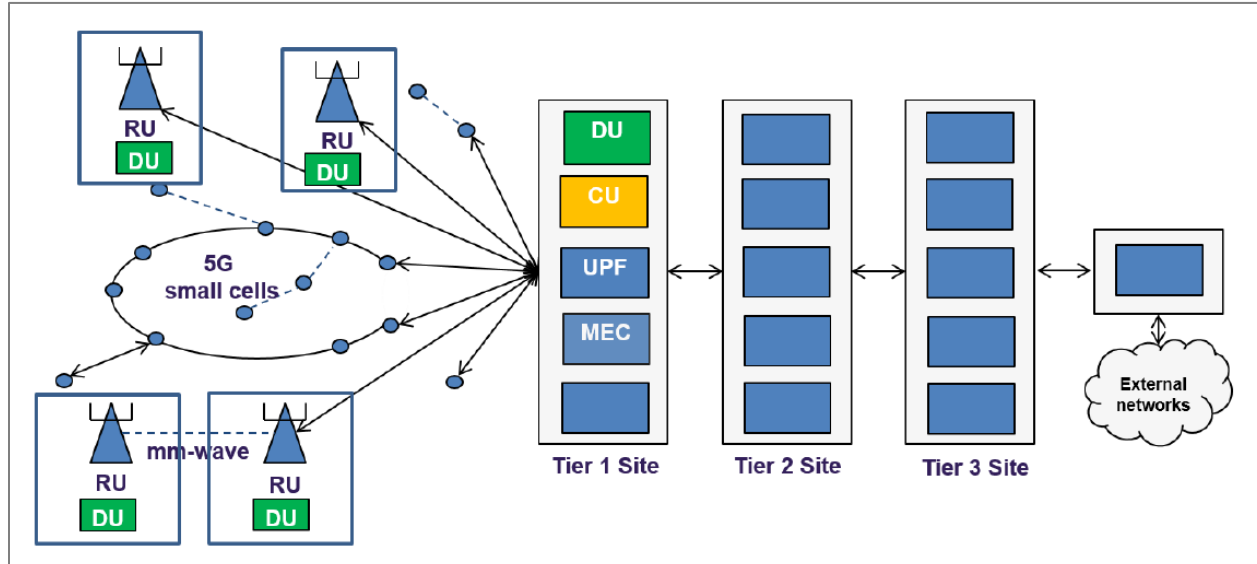 RU
DU
RU
DU
5G
small cells
mm-wave
RU
DU
RU
DU
DU
CU
UPF
MEC
Tier 1 Site
Tier 2 Site
Tier 3 Site
External
networks